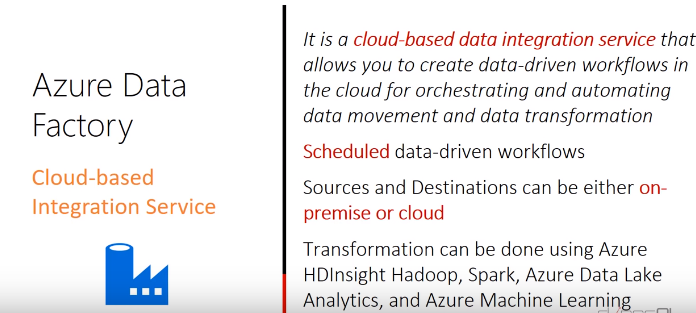 Azure Data
Factory
Cloud-based
Integration Service
It is a cloud-based data integration service that
allows you to create data-driven workflows in
the cloud for orchestrating and automating
data movement and data transformation
Scheduled data-driven workflows
Sources and Destinations can be either on-
premise or cloud
Transformation can be done using Azure
HDInsight Hadoop, Spark, Azure Data Lake
Analytics, and Azure Machine Learning